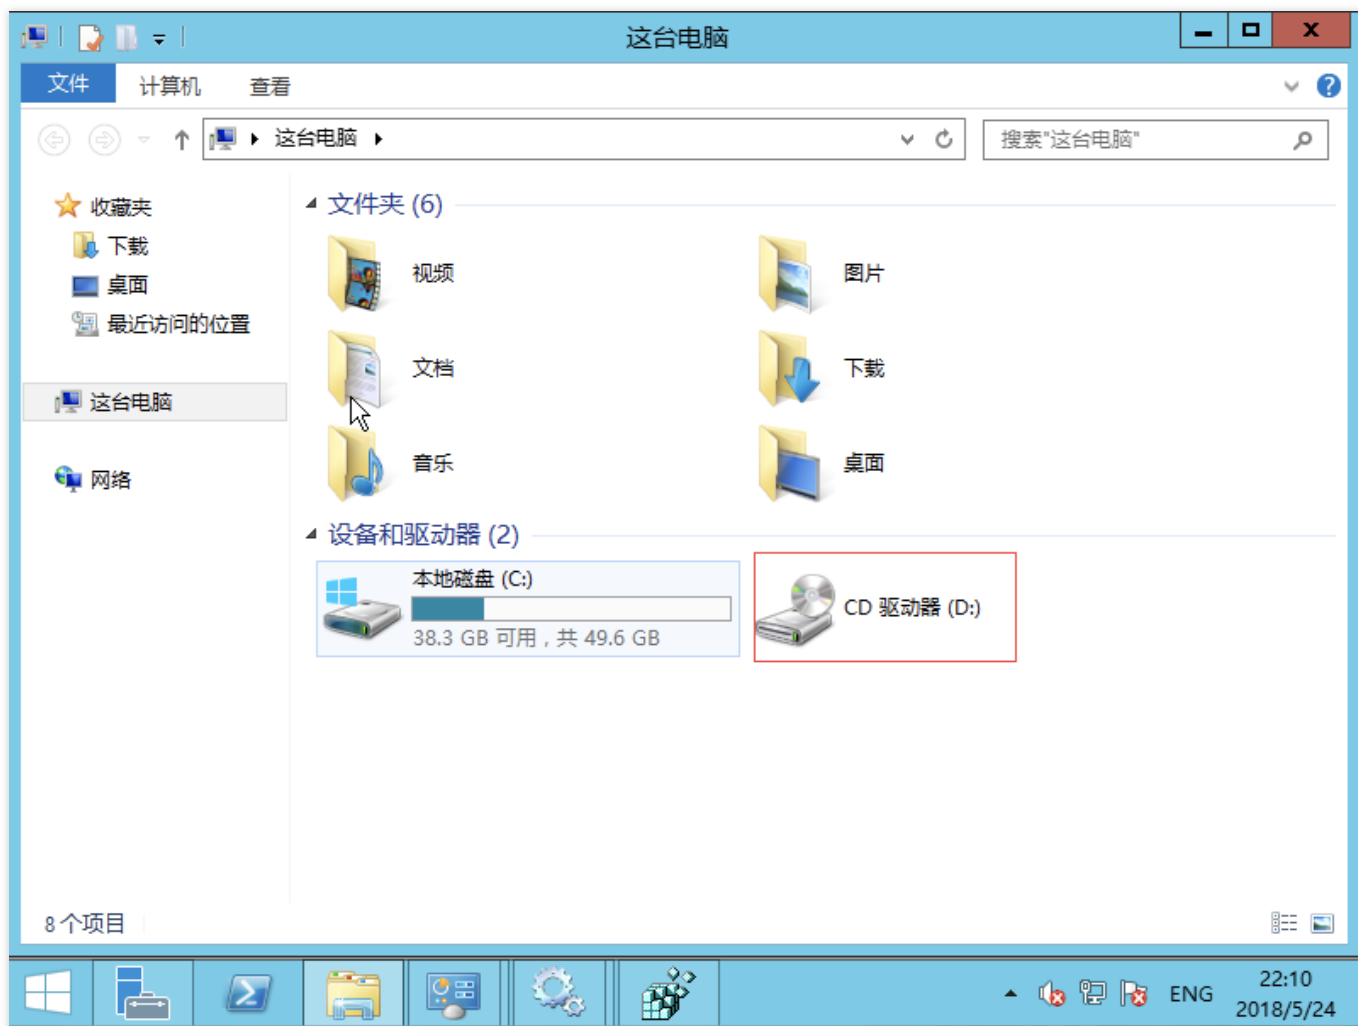 这台电脑
文件 计算机 查看
这台电脑
搜索"这台电脑"
收藏夹
下载
桌面
最近访问的位置
这台电脑
网络
文件夹 (6)
视频
图片
文档
下载
音乐
桌面
设备和驱动器 (2)
本地磁盘 (C:)
38.3 GB 可用，共 49.6 GB
CD 驱动器 (D:)
8 个项目
ENG
22:10
2018/5/24